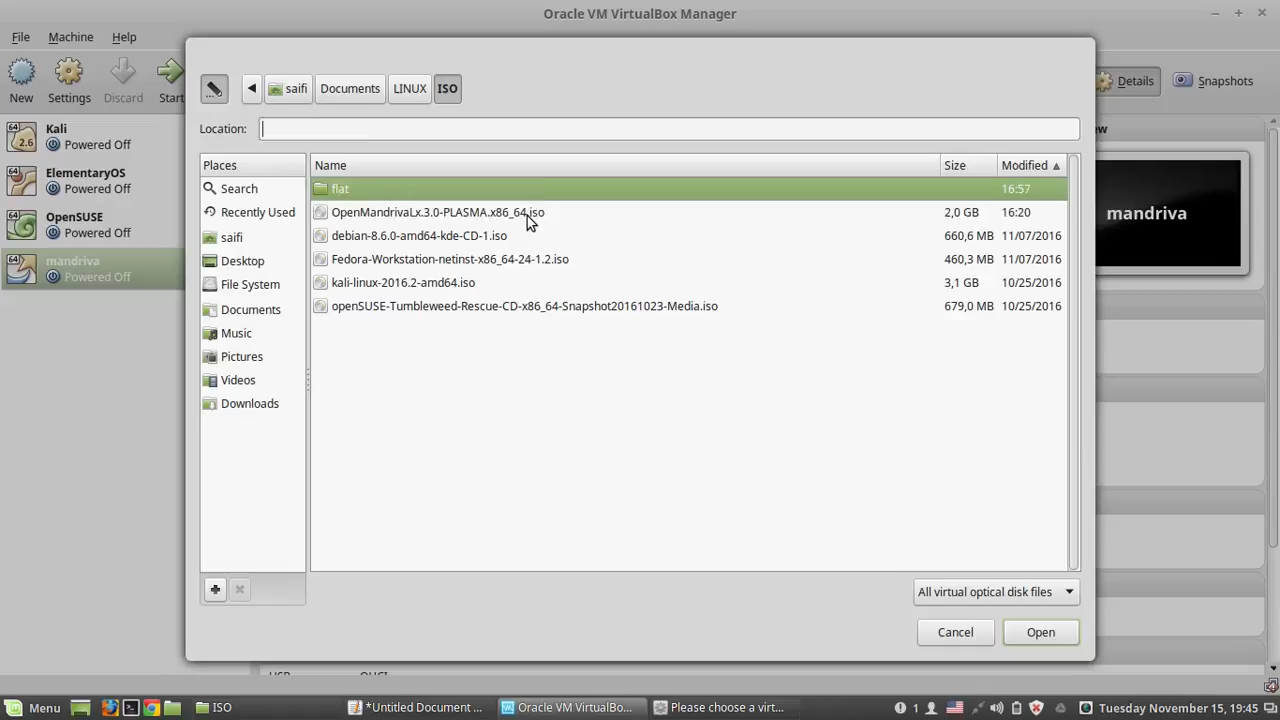 Oracle VM VirtualBox Manager
File Machine Help
New Settings Discard Start
Details Snapshots
saifi Documents LINUX ISO
Location:
64 2.6 Kali
Powered Off
64 ElementaryOS
Powered Off
64 OpenSUSE
Powered Off
64 mandriva
Powered Off
Places
Search
Recently Used
saifi
Desktop
File System
Documents
Music
Pictures
Videos
Downloads
Name Size Modified
flat 16:57
OpenMandrivaLx.3.0-PLASMA.x86_64.iso 2,0 GB 16:20
debian-8.6.0-amd64-kde-CD-1.iso 660,6 MB 11/07/2016
Fedora-Workstation-netinst-x86_64-24-1.2.iso 460,3 MB 11/07/2016
kali-linux-2016.2-amd64.iso 3,1 GB 10/25/2016
openSUSE-Tumbleweed-Rescue-CD-x86_64-Snapshot20161023-Media.iso 679,0 MB 10/25/2016
ew
mandriva
All virtual optical disk files
Cancel Open
Menu ISO *Untitled Document ... Oracle VM VirtualBo... Please choose a virt... 1 Tuesday November 15, 19:45